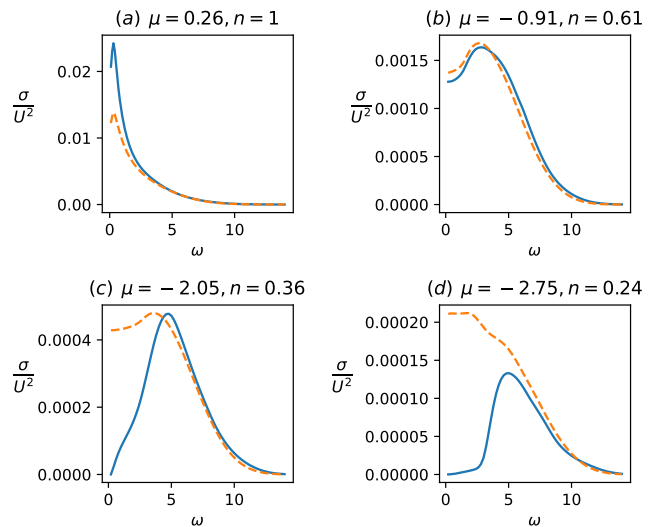 (a) μ = 0.26, n = 1
(b) μ = −0.91, n = 0.61
σ/U²
0.02
0.01
0.00
0 5 10
ω
σ/U²
0.0015
0.0010
0.0005
0.0000
0 5 10
ω
(c) μ = −2.05, n = 0.36
(d) μ = −2.75, n = 0.24
σ/U²
0.0004
0.0002
0.0000
0 5 10
ω
σ/U²
0.00020
0.00015
0.00010
0.00005
0.00000
0 5 10
ω